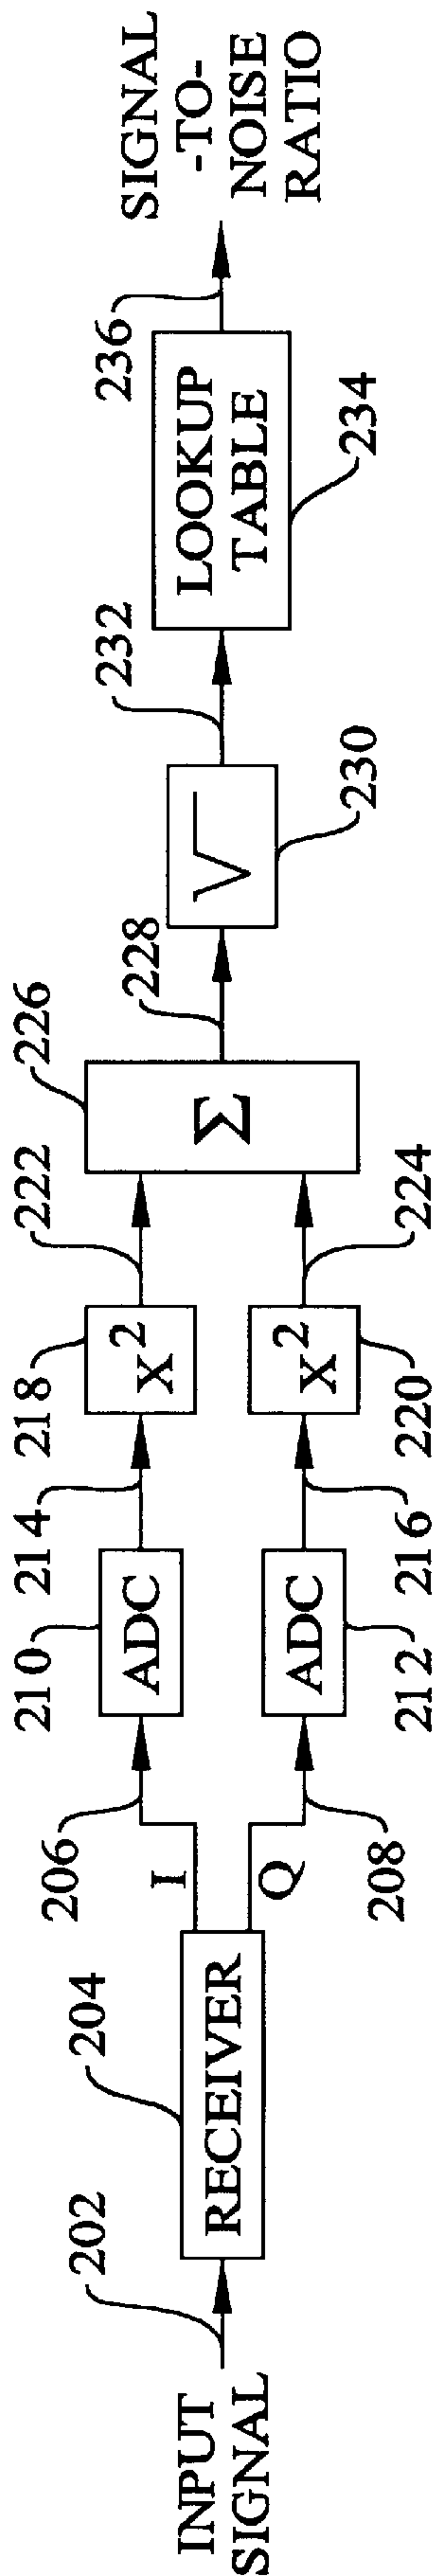 INPUT
SIGNAL
202
RECEIVER
204
I
Q
206
208
ADC
210
ADC
212
214
216
X²
218
X²
220
222
224
Σ
226
228
√
230
232
LOOKUP
TABLE
234
236
SIGNAL
-TO-
NOISE
RATIO